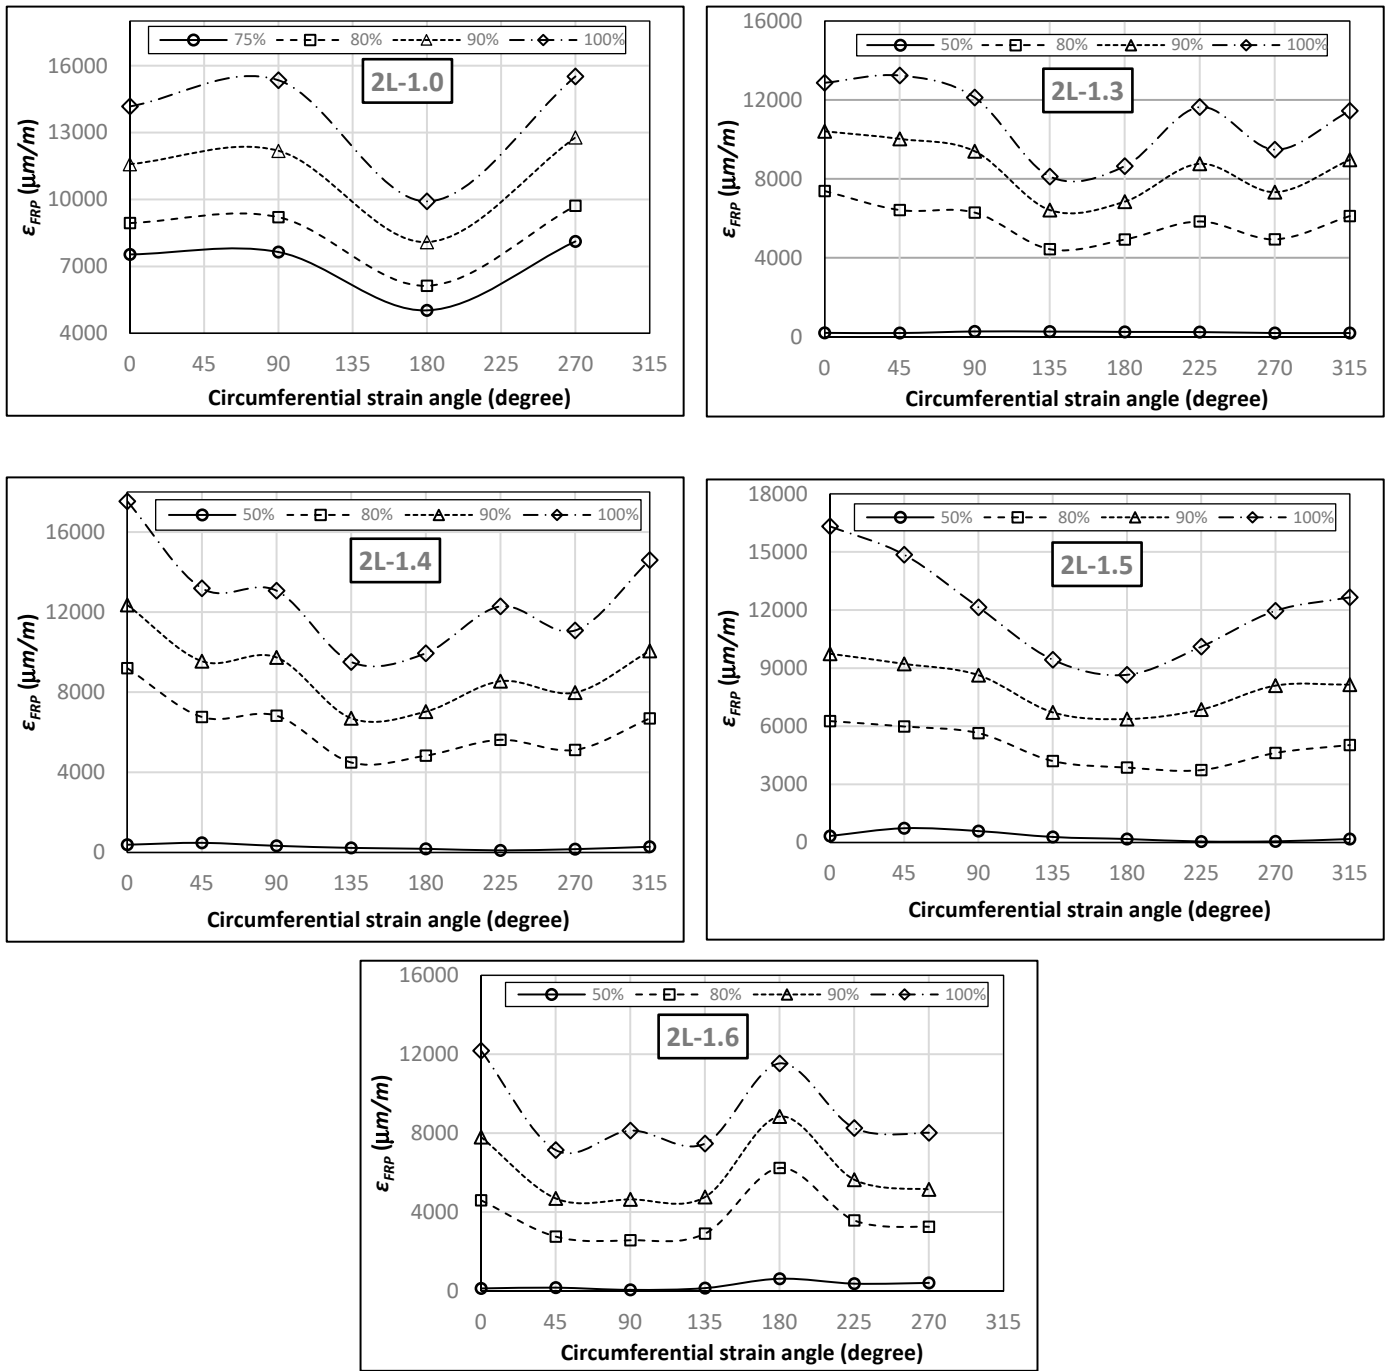 75% 80% 90% 100%
2L-1.0
16000
13000
10000
7000
4000
εFRP (μm/m)
0 45 90 135 180 225 270 315
Circumferential strain angle (degree)
50% 80% 90% 100%
2L-1.3
16000
12000
8000
4000
0
εFRP (μm/m)
0 45 90 135 180 225 270 315
Circumferential strain angle (degree)
50% 80% 90% 100%
2L-1.4
16000
12000
8000
4000
0
εFRP (μm/m)
0 45 90 135 180 225 270 315
Circumferential strain angle (degree)
50% 80% 90% 100%
2L-1.5
18000
15000
12000
9000
6000
3000
0
εFRP (μm/m)
0 45 90 135 180 225 270 315
Circumferential strain angle (degree)
50% 80% 90% 100%
2L-1.6
16000
12000
8000
4000
0
εFRP (μm/m)
0 45 90 135 180 225 270 315
Circumferential strain angle (degree)